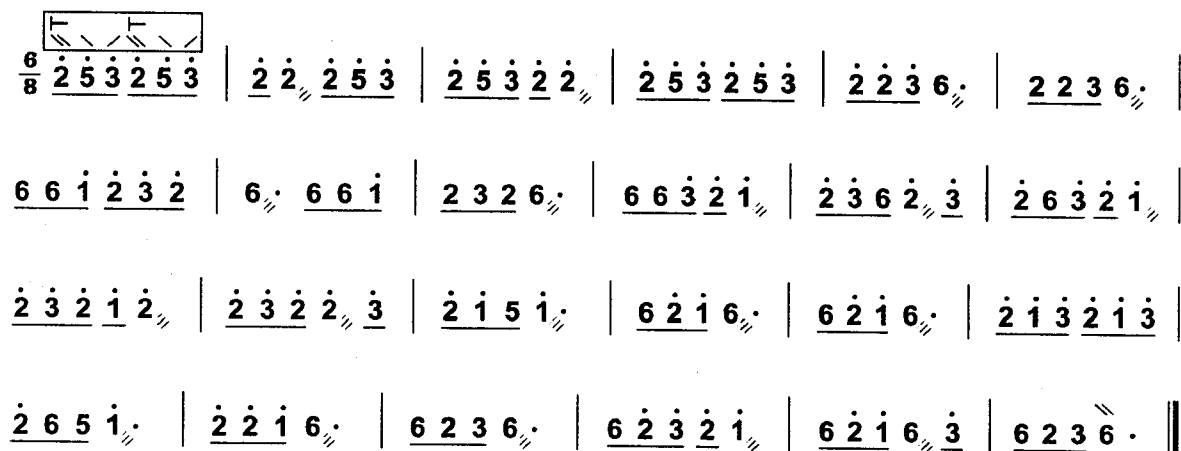 6/8 2̇ 5̇ 3̇ 2̇ 5̇ 3̇ | 2̇ 2̇ 2̇ 5̇ 3̇ | 2̇ 5̇ 3̇ 2̇ 2̇ | 2̇ 5̇ 3̇ 2̇ 5̇ 3̇ | 2̇ 2̇ 3̇ 6· | 2 2 3 6· |
6 6 1̇ 2̇ 3̇ 2̇ | 6· 6 6 1̇ | 2 3 2 6· | 6 6 3̇ 2̇ 1̇ | 2̇ 3̇ 6 2̇ 3̇ | 2̇ 6 3̇ 2̇ 1̇ |
2̇ 3̇ 2̇ 1̇ 2̇ | 2̇ 3̇ 2̇ 2̇ 3̇ | 2̇ 1̇ 5 1̇· | 6 2̇ 1̇ 6· | 6 2̇ 1̇ 6· | 2̇ 1̇ 3̇ 2̇ 1̇ 3̇ |
2̇ 6 5 1̇· | 2̇ 2̇ 1̇ 6· | 6 2 3 6· | 6 2̇ 3̇ 2̇ 1̇ | 6 2̇ 1̇ 6 3̇ | 6 2 3 6· ‖